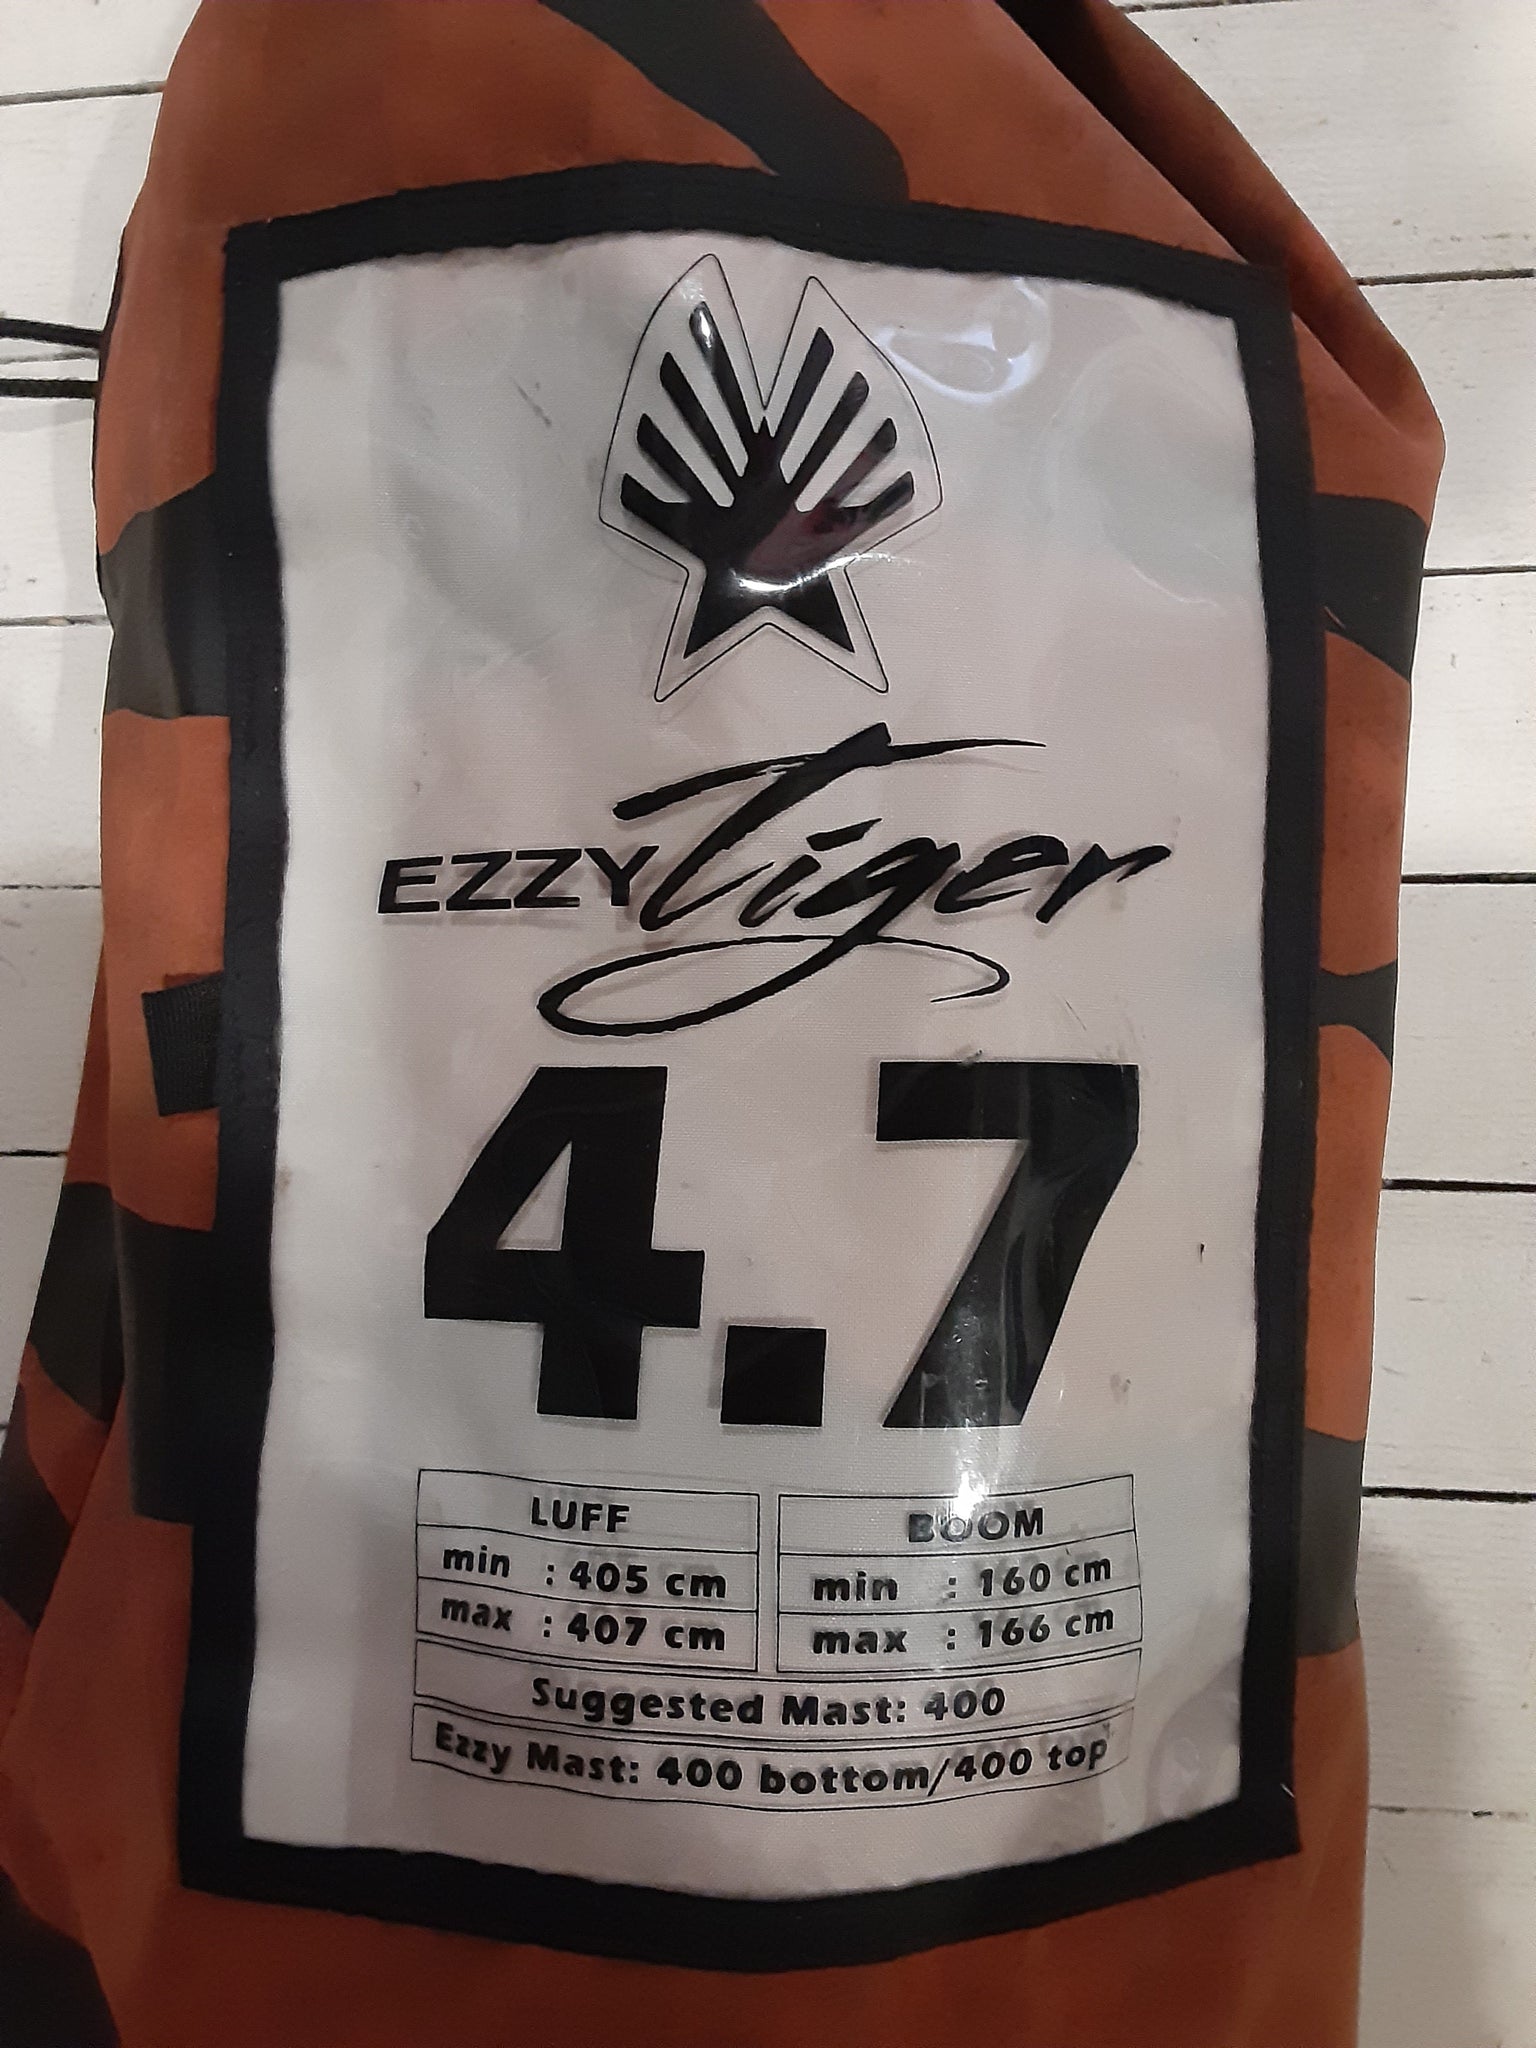 EZZY Tiger
4.7
LUFF
min : 405 cm
max : 407 cm
BOOM
min : 160 cm
max : 166 cm
Suggested Mast: 400
Ezzy Mast: 400 bottom/400 top